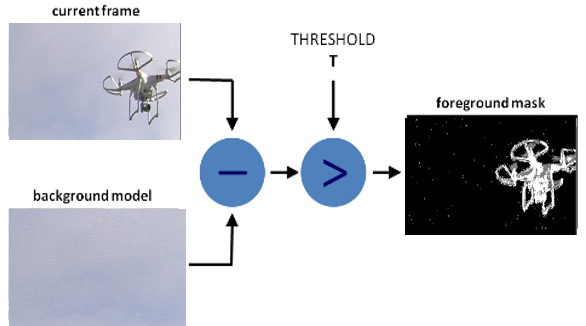 current frame
THRESHOLD
T
foreground mask
−
>
background model